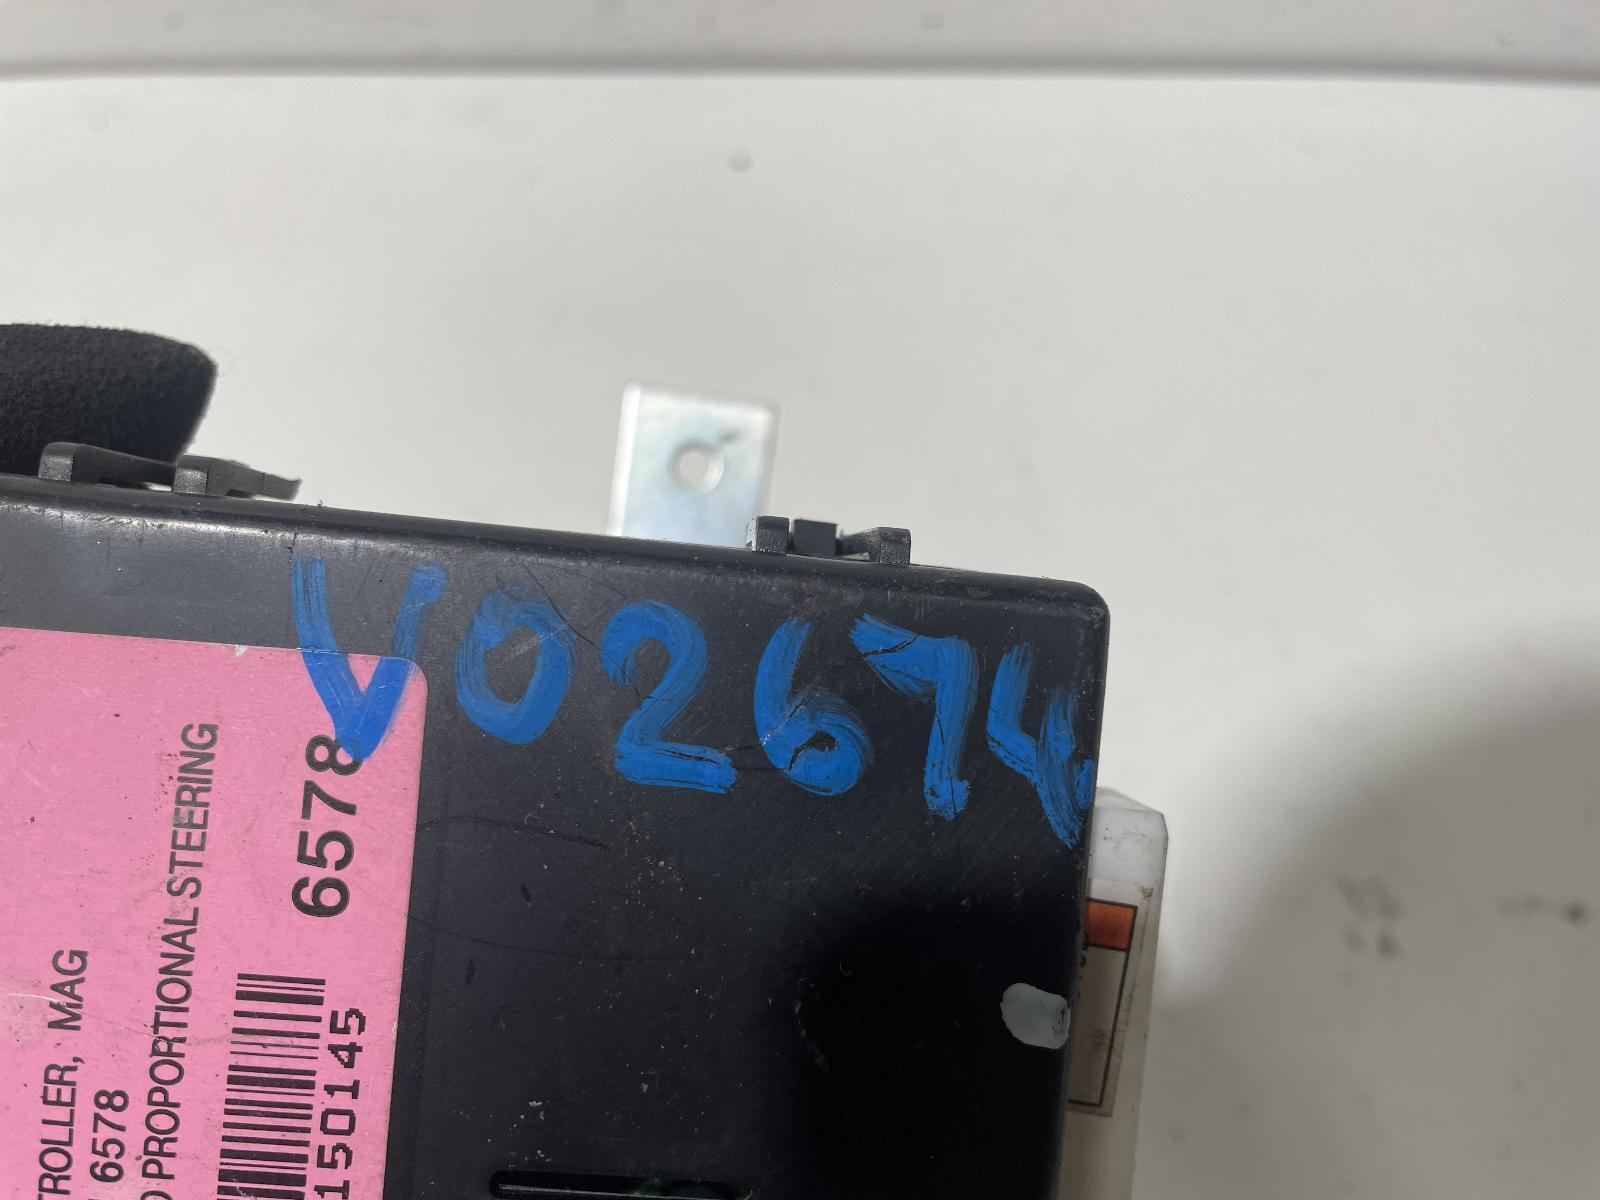 V02674
TROLLER, MAG
6578
PROPORTIONAL STEERING
6578
150145